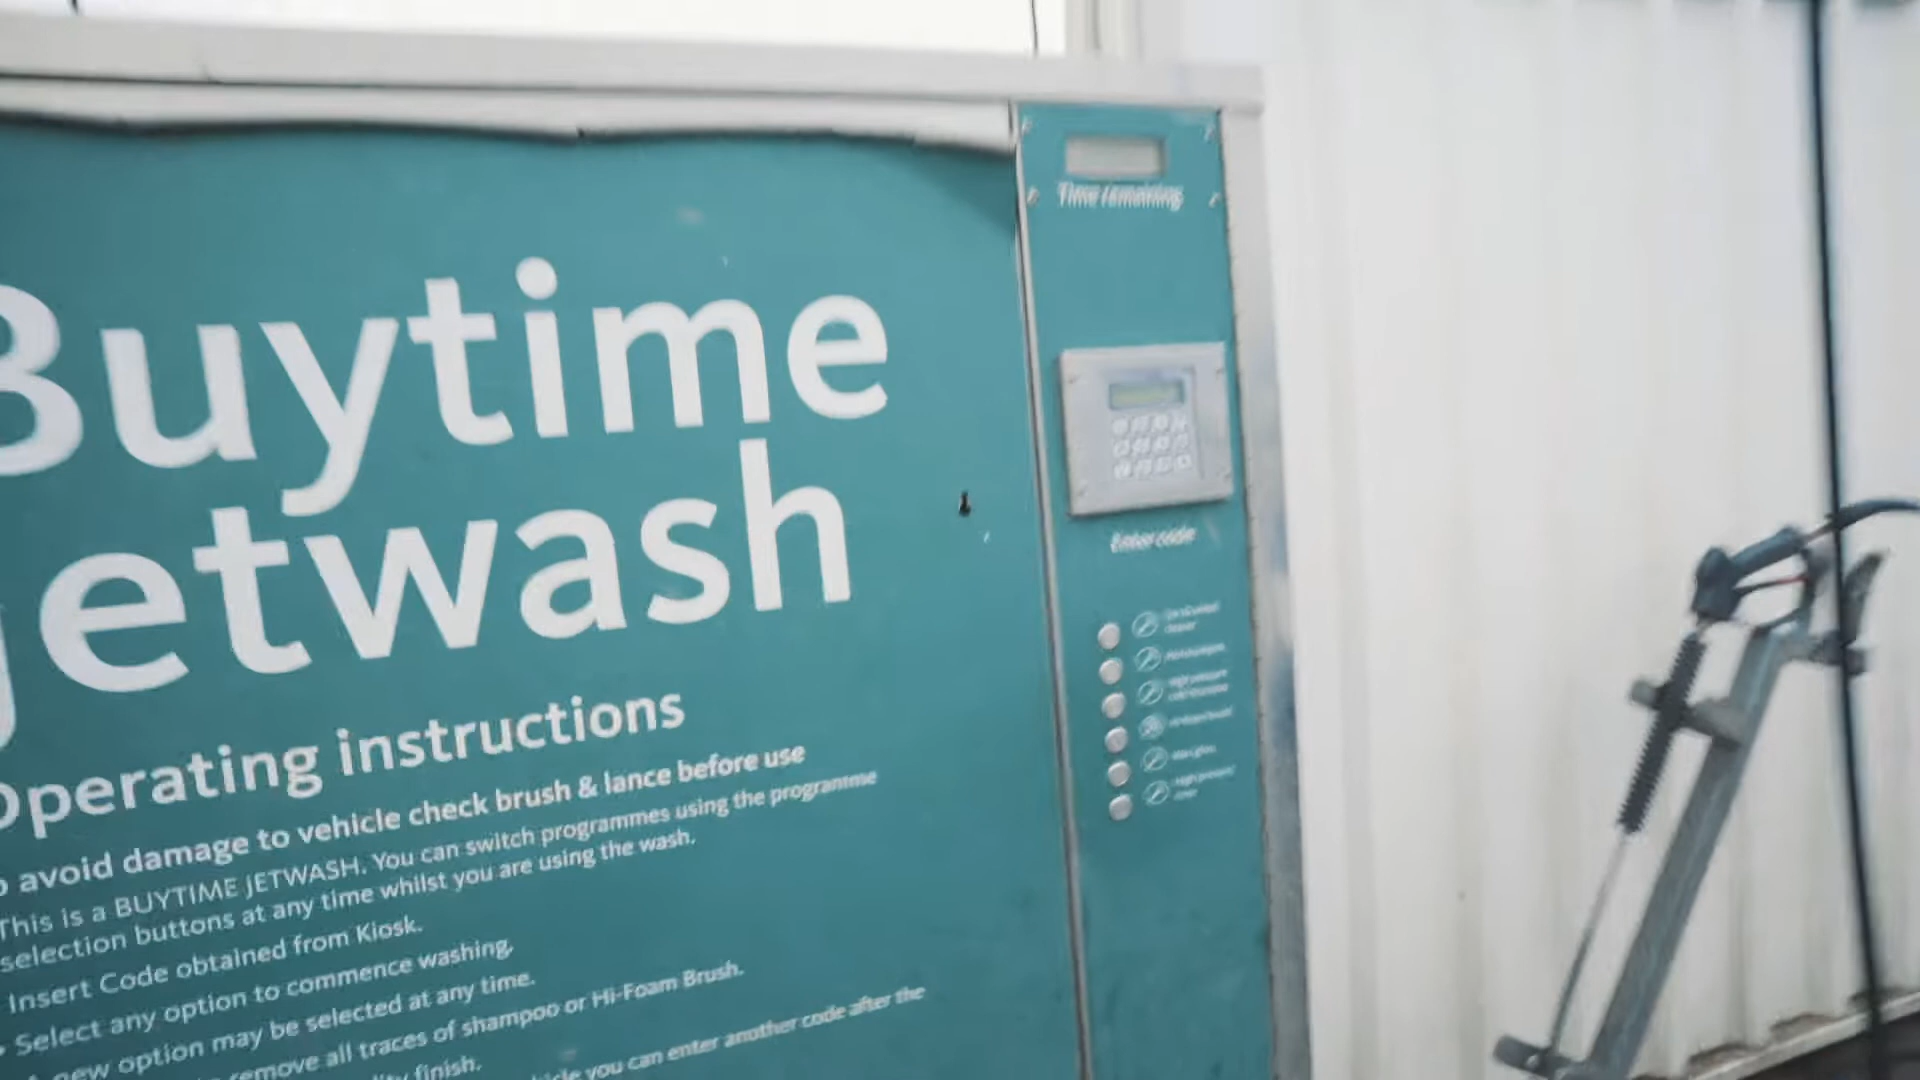 Buytime
Jetwash
Operating instructions
avoid damage to vehicle check brush & lance before use
This is a BUYTIME JETWASH. You can switch programmes using the programme
selection buttons at any time whilst you are using the wash.
Insert Code obtained from Kiosk.
• Select any option to commence washing.
new option may be selected at any time.
remove all traces of shampoo or Hi-Foam Brush.
finish.
you can enter another code after the
Time remaining
Enter code